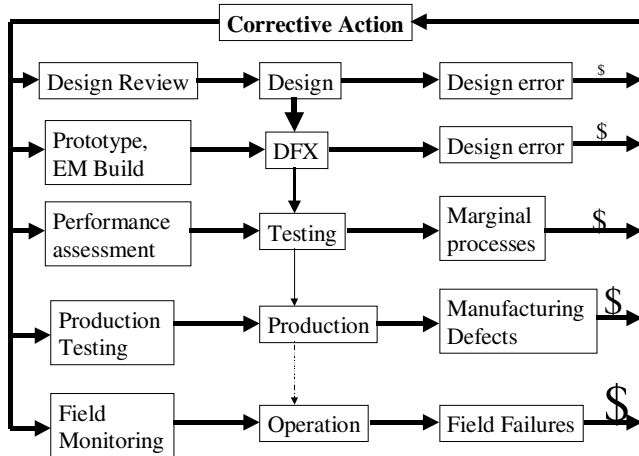 Corrective Action
Design Review
Design
Design error
$
Prototype,
EM Build
DFX
Design error
$
Performance
assessment
Testing
Marginal
processes
$
Production
Testing
Production
Manufacturing
Defects
$
Field
Monitoring
Operation
Field Failures
$